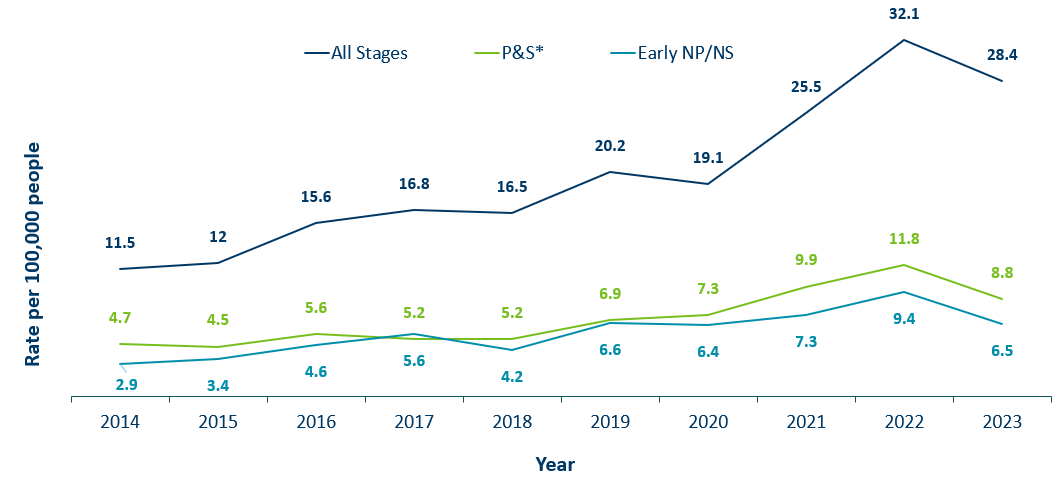 All Stages P&S* Early NP/NS
Rate per 100,000 people
11.5 12 15.6 16.8 16.5 20.2 19.1 25.5 32.1 28.4
4.7 4.5 5.6 5.2 5.2 6.9 7.3 9.9 11.8 8.8
2.9 3.4 4.6 5.6 4.2 6.6 6.4 7.3 9.4 6.5
2014 2015 2016 2017 2018 2019 2020 2021 2022 2023
Year